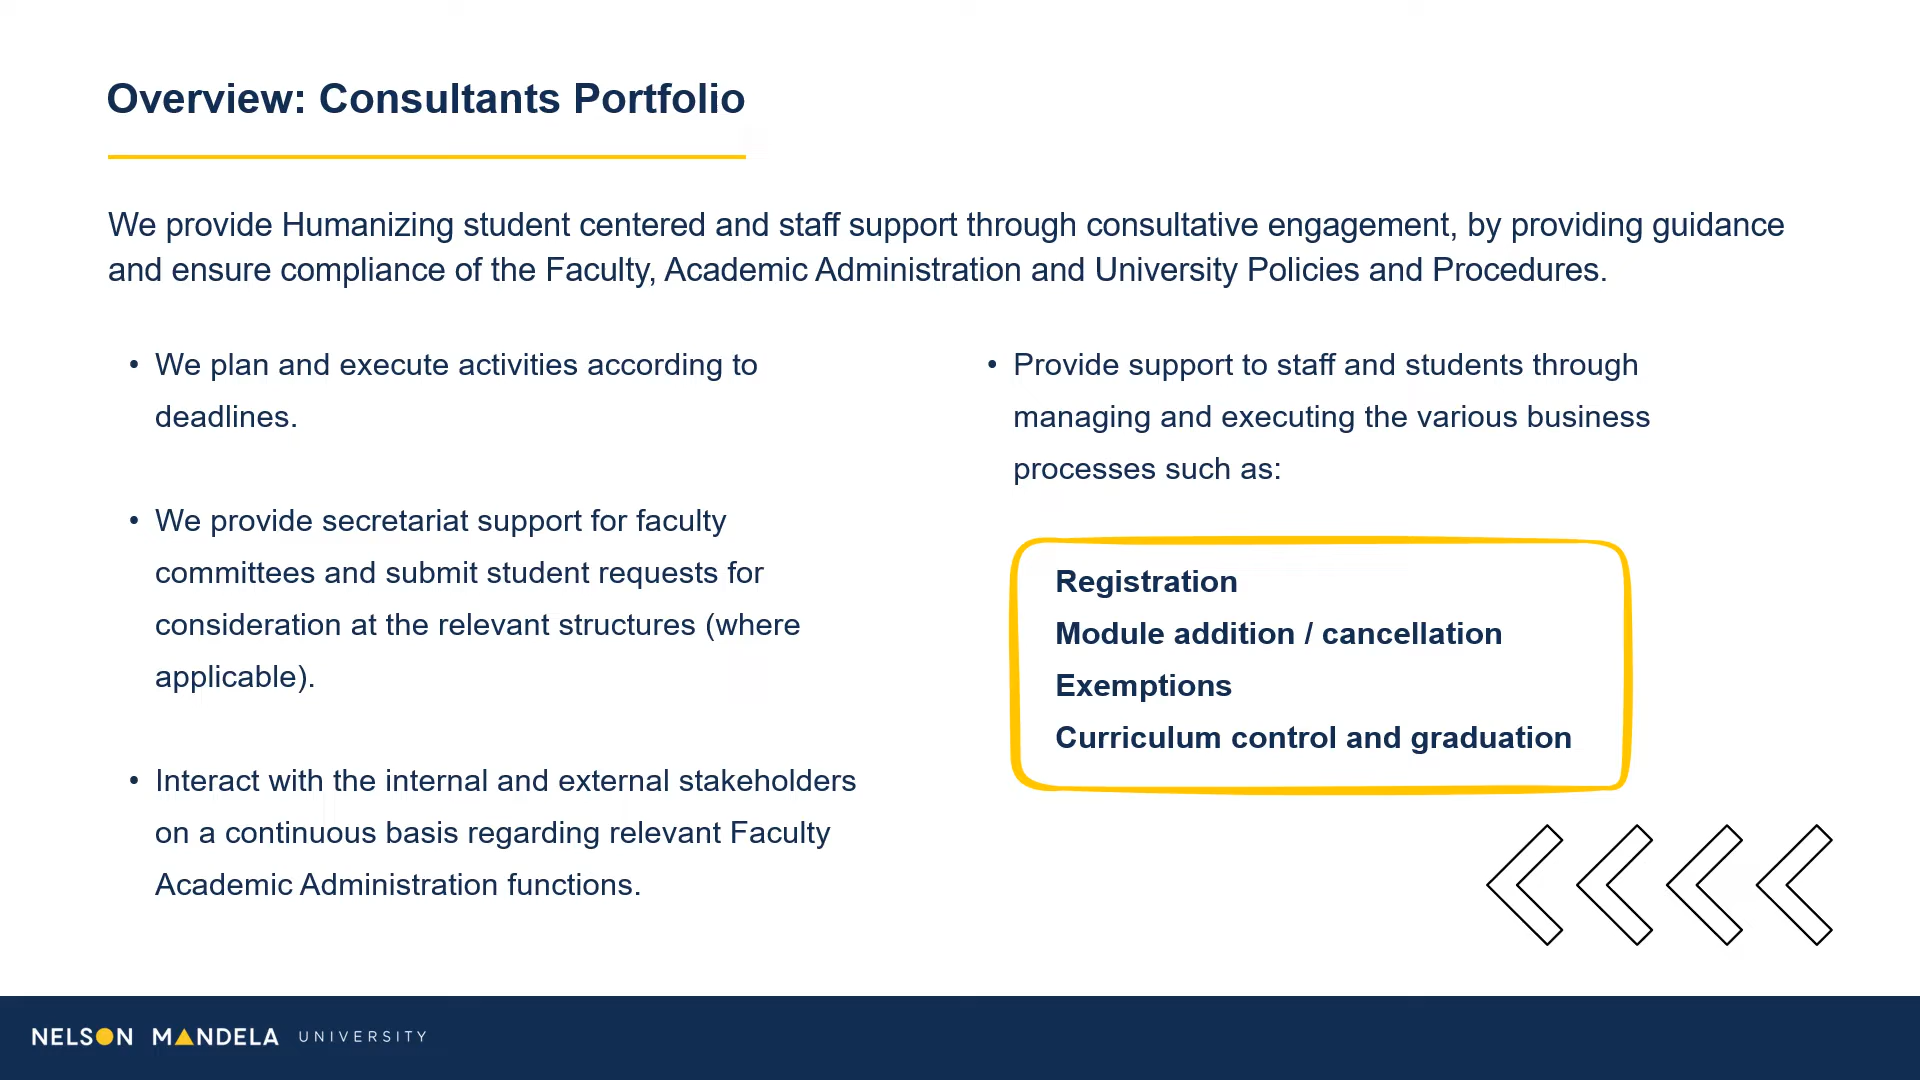 Overview: Consultants Portfolio
We provide Humanizing student centered and staff support through consultative engagement, by providing guidance
and ensure compliance of the Faculty, Academic Administration and University Policies and Procedures.
• We plan and execute activities according to
deadlines.
• We provide secretariat support for faculty
committees and submit student requests for
consideration at the relevant structures (where
applicable).
• Interact with the internal and external stakeholders
on a continuous basis regarding relevant Faculty
Academic Administration functions.
• Provide support to staff and students through
managing and executing the various business
processes such as:
Registration
Module addition / cancellation
Exemptions
Curriculum control and graduation
NELSON MANDELA UNIVERSITY